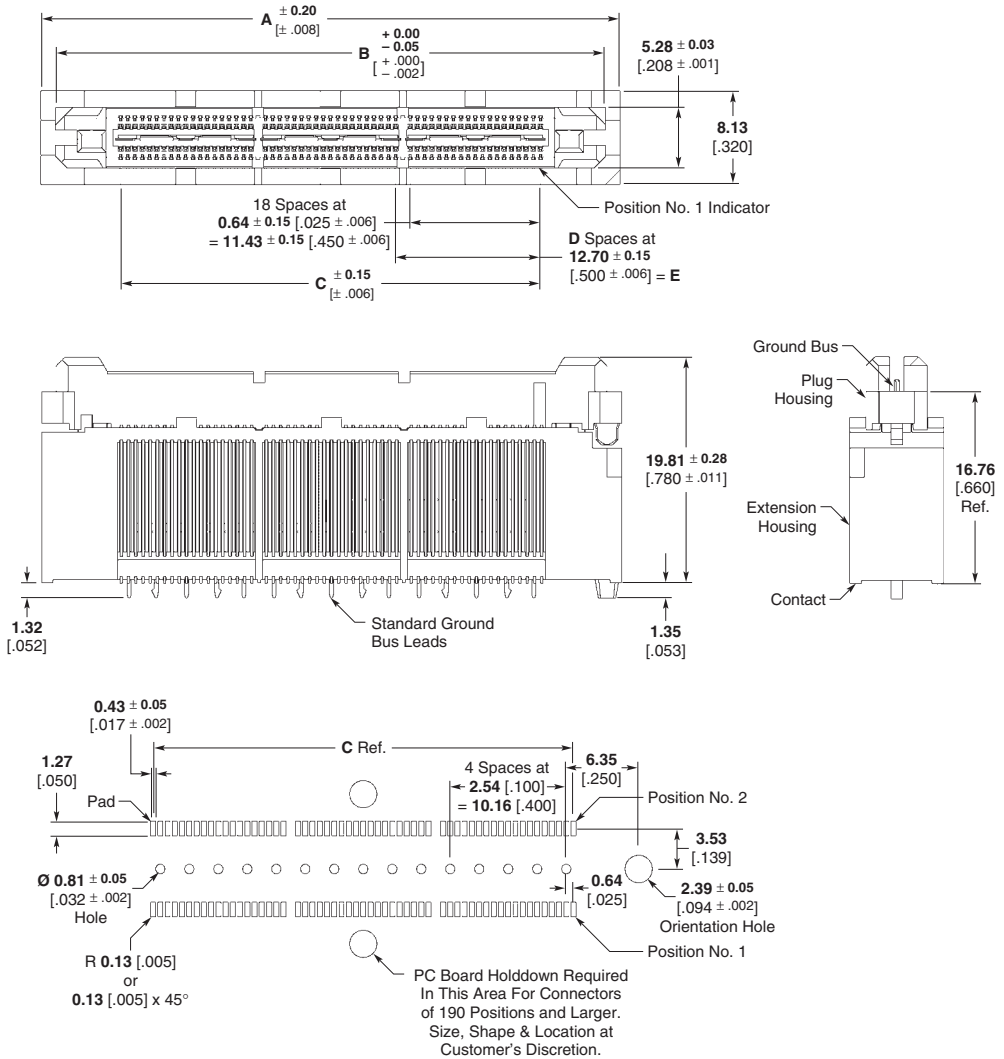 A ± 0.20
[± .008]
B + 0.00
− 0.05
[+ .000
− .002]
5.28 ± 0.03
[.208 ± .001]
8.13
[.320]
18 Spaces at
0.64 ± 0.15 [.025 ± .006]
= 11.43 ± 0.15 [.450 ± .006]
Position No. 1 Indicator
D Spaces at
12.70 ± 0.15
[.500 ± .006] = E
C ± 0.15
[± .006]
Ground Bus
Plug
Housing
19.81 ± 0.28
[.780 ± .011]
16.76
[.660]
Ref.
Extension
Housing
Contact
1.32
[.052]
Standard Ground
Bus Leads
1.35
[.053]
0.43 ± 0.05
[.017 ± .002]
C Ref.
1.27
[.050]
4 Spaces at
2.54 [.100]
= 10.16 [.400]
6.35
[.250]
Pad
Position No. 2
3.53
[.139]
Ø 0.81 ± 0.05
[.032 ± .002]
Hole
0.64
[.025]
2.39 ± 0.05
[.094 ± .002]
Orientation Hole
Position No. 1
R 0.13 [.005]
or
0.13 [.005] x 45°
PC Board Holddown Required
In This Area For Connectors
of 190 Positions and Larger.
Size, Shape & Location at
Customer's Discretion.